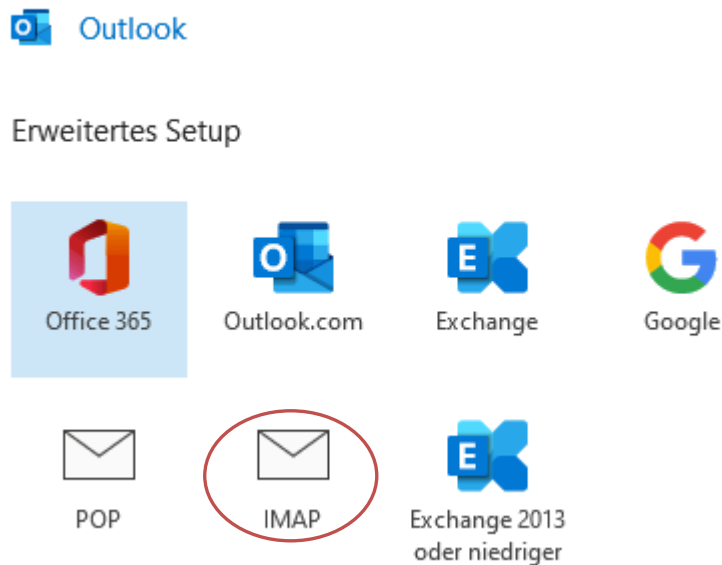 Outlook
Erweitertes Setup
Office 365
Outlook.com
Exchange
Google
POP
IMAP
Exchange 2013
oder niedriger